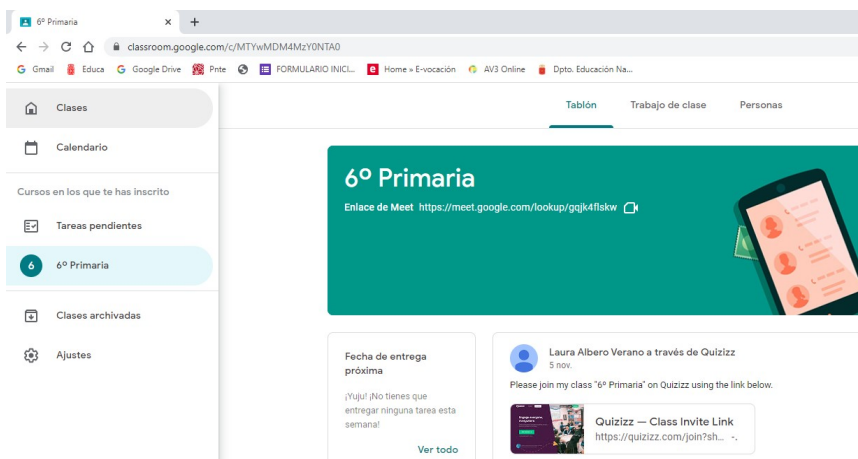 6º Primaria
classroom.google.com/c/MTYwMDM4MzY0NTA0
Gmail Educa Google Drive Pnte FORMULARIO INICI... Home » E-vocación AV3 Online Dpto. Educación Na...
Clases
Calendario
Cursos en los que te has inscrito
Tareas pendientes
6 6º Primaria
Clases archivadas
Ajustes
Tablón Trabajo de clase Personas
6º Primaria
Enlace de Meet https://meet.google.com/lookup/gqjk4flskw
Fecha de entrega
próxima
¡Yuju! ¡No tienes que
entregar ninguna tarea esta
semana!
Ver todo
Laura Albero Verano a través de Quizizz
5 nov.
Please join my class "6º Primaria" on Quizizz using the link below.
Quizizz — Class Invite Link
https://quizizz.com/join?sh... -.